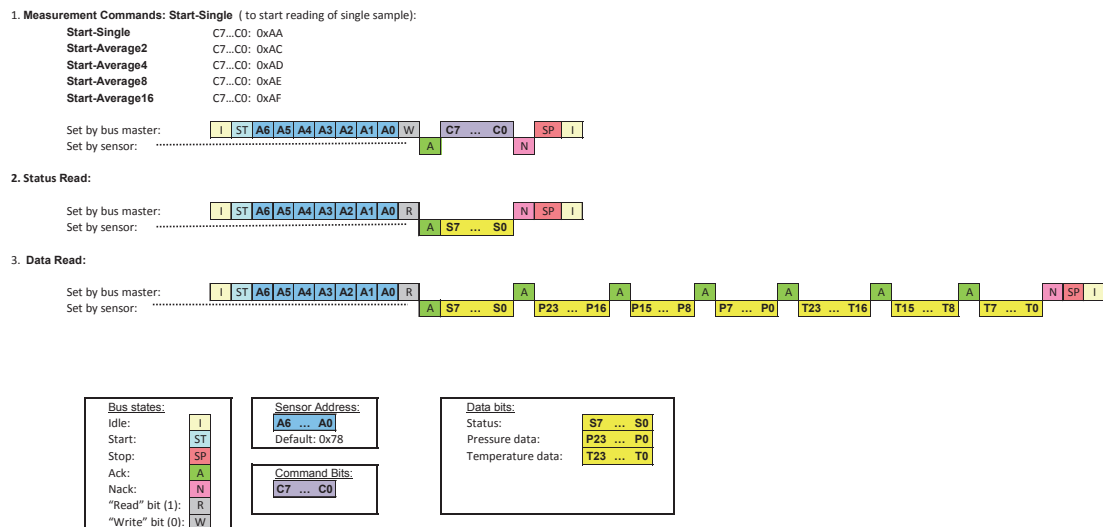 1. Measurement Commands: Start-Single ( to start reading of single sample):
Start-Single C7...C0: 0xAA
Start-Average2 C7...C0: 0xAC
Start-Average4 C7...C0: 0xAD
Start-Average8 C7...C0: 0xAE
Start-Average16 C7...C0: 0xAF
Set by bus master: I ST A6 A5 A4 A3 A2 A1 A0 W C7 ... C0 SP I
Set by sensor: A N
2. Status Read:
Set by bus master: I ST A6 A5 A4 A3 A2 A1 A0 R N SP I
Set by sensor: A S7 ... S0
3. Data Read:
Set by bus master: I ST A6 A5 A4 A3 A2 A1 A0 R A A A A A A N SP I
Set by sensor: A S7 ... S0 P23 ... P16 P15 ... P8 P7 ... P0 T23 ... T16 T15 ... T8 T7 ... T0
Bus states:
Idle: I
Start: ST
Stop: SP
Ack: A
Nack: N
"Read" bit (1): R
"Write" bit (0): W
Sensor Address:
A6 ... A0
Default: 0x78
Command Bits:
C7 ... C0
Data bits:
Status: S7 ... S0
Pressure data: P23 ... P0
Temperature data: T23 ... T0